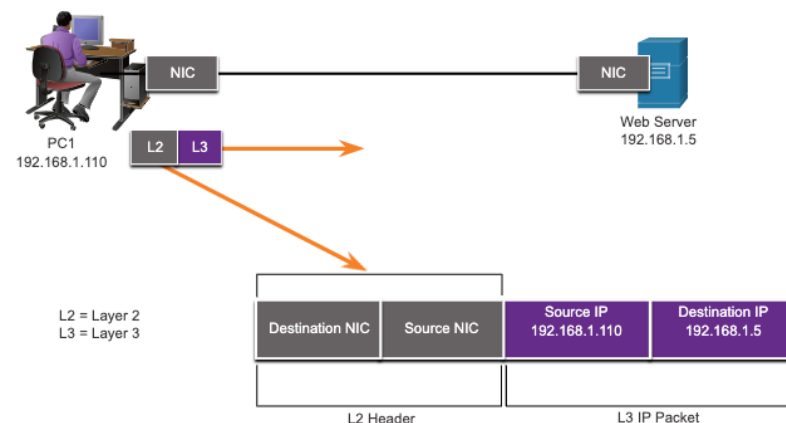 NIC
NIC
PC1
192.168.1.110
L2 L3
Web Server
192.168.1.5
L2 = Layer 2
L3 = Layer 3
Destination NIC
Source NIC
Source IP
192.168.1.110
Destination IP
192.168.1.5
L2 Header
L3 IP Packet